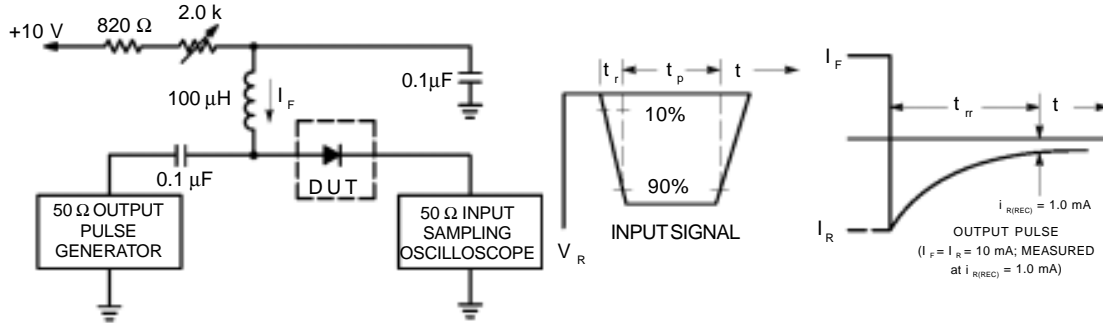 +10 V
820 Ω
2.0 k
0.1μF
100 μH
I F
0.1 μF
D U T
50 Ω OUTPUT
PULSE
GENERATOR
50 Ω INPUT
SAMPLING
OSCILLOSCOPE
t r
t p
t
10%
90%
V R
INPUT SIGNAL
I F
t rr
t
I R
i R(REC) = 1.0 mA
OUTPUT PULSE
(I F = I R = 10 mA; MEASURED
at i R(REC) = 1.0 mA)